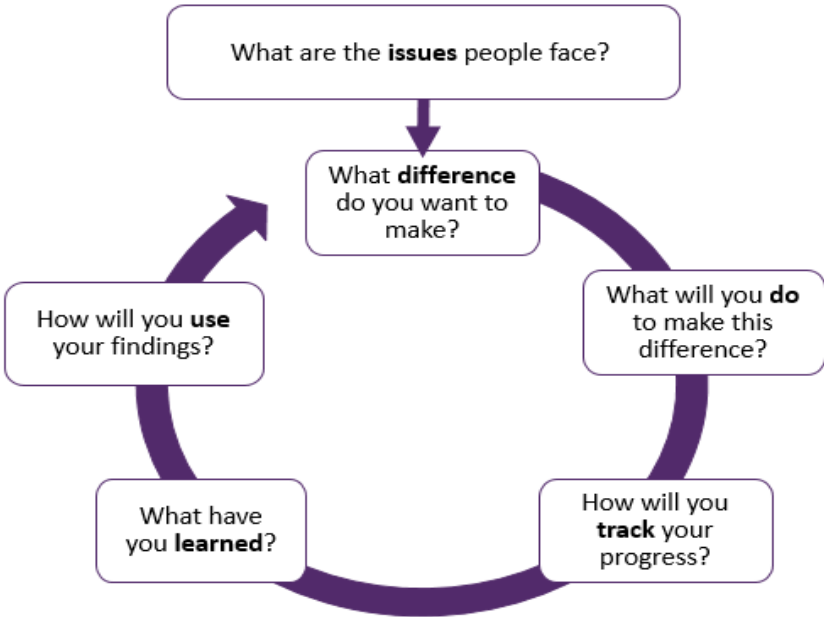 What are the issues people face?
What difference
do you want to
make?
What will you do
to make this
difference?
How will you
track your
progress?
What have
you learned?
How will you use
your findings?